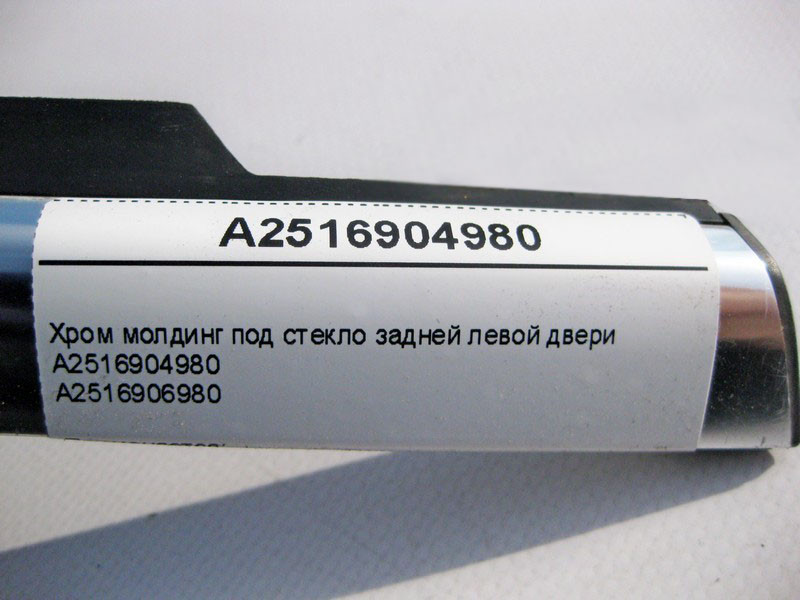 A2516904980
Хром молдинг под стекло задней левой двери
A2516904980
A2516906980